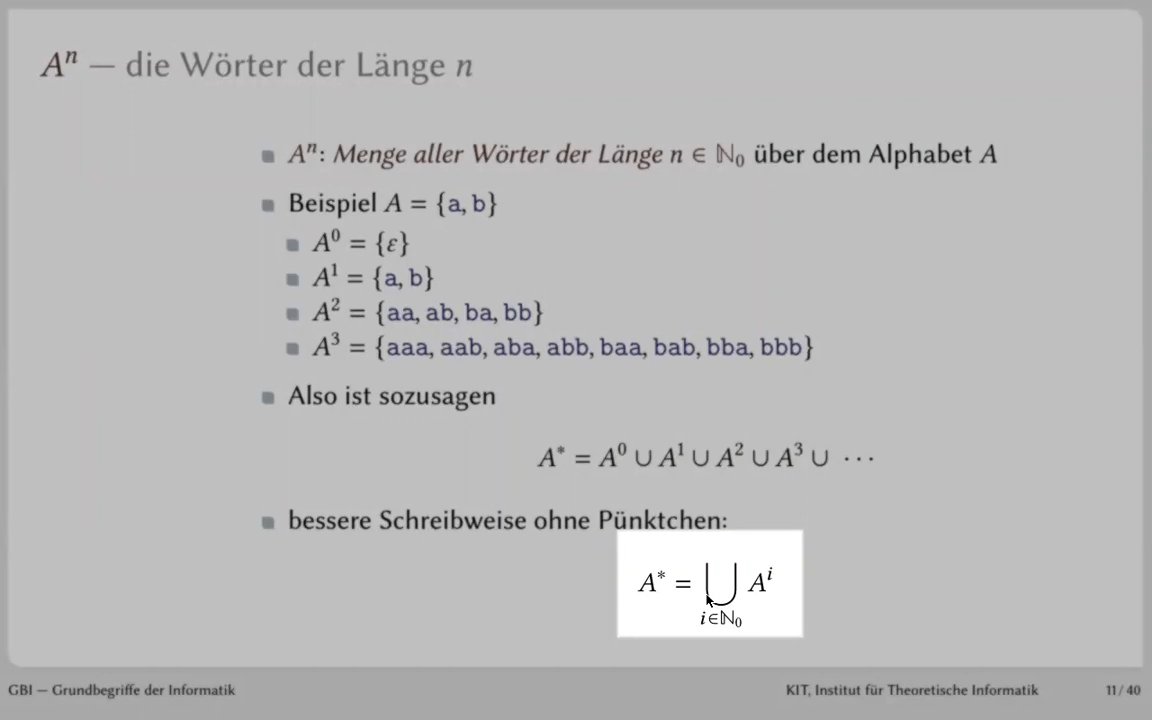 Aⁿ — die Wörter der Länge n
Aⁿ: Menge aller Wörter der Länge n ∈ ℕ₀ über dem Alphabet A
Beispiel A = {a, b}
A⁰ = {ε}
A¹ = {a, b}
A² = {aa, ab, ba, bb}
A³ = {aaa, aab, aba, abb, baa, bab, bba, bbb}
Also ist sozusagen
A* = A⁰ ∪ A¹ ∪ A² ∪ A³ ∪ ⋯
bessere Schreibweise ohne Pünktchen:
A* = ⋃ Aⁱ
i∈ℕ₀
GBI — Grundbegriffe der Informatik KIT, Institut für Theoretische Informatik 11 / 40